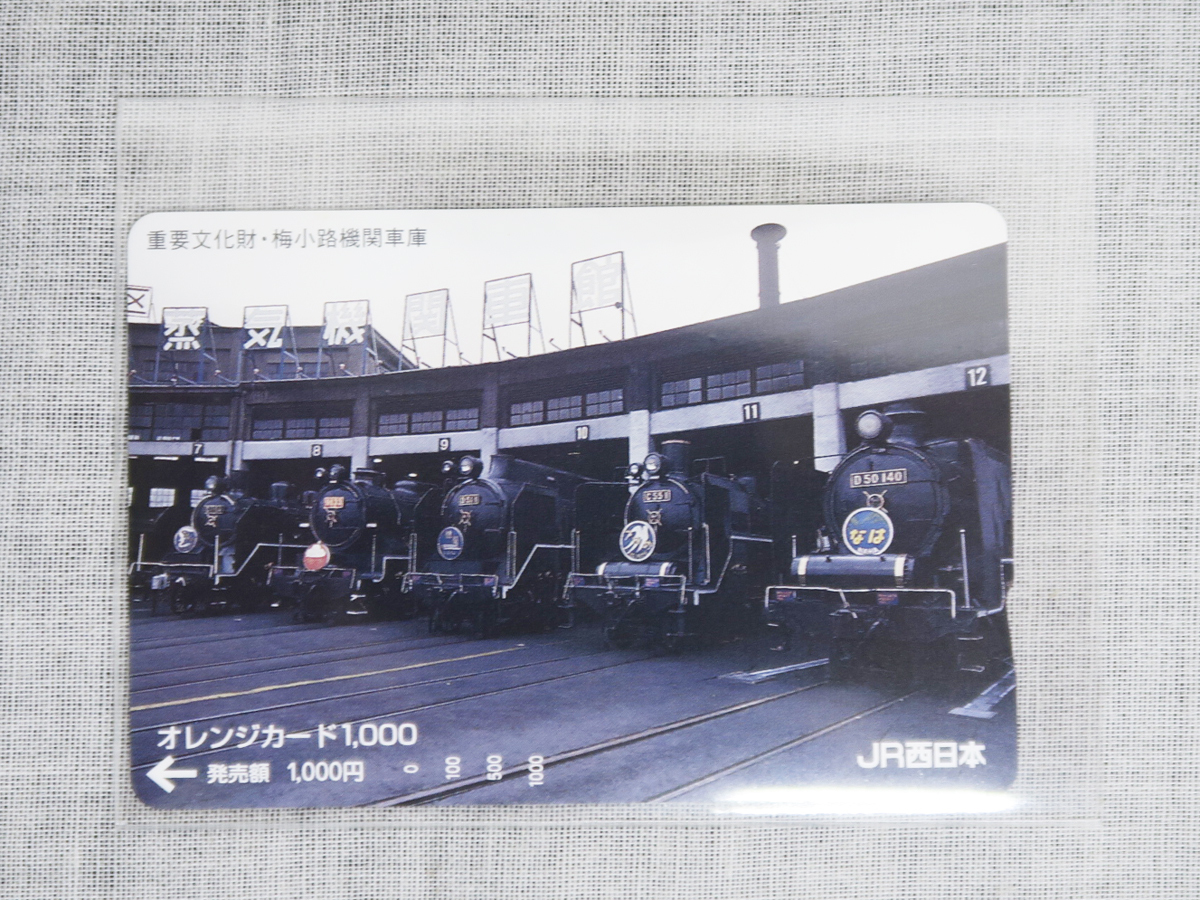 重要文化財・梅小路機関車庫
蒸気機関車館
7
8
9
10
11
12
C551
D50 140
なは
オレンジカード1,000
発売額 1,000円 0 100 500 1000
JR西日本